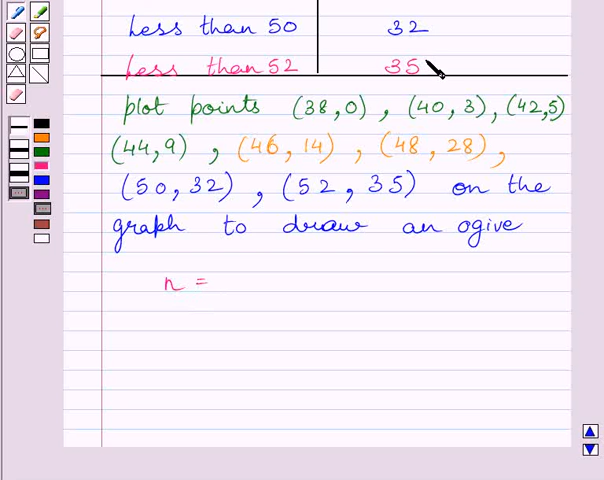 Less than 50 32
Less than 52 35
plot points (38,0), (40,3), (42,5)
(44,9), (46,14), (48,28),
(50,32), (52,35) on the
graph to draw an ogive
n =